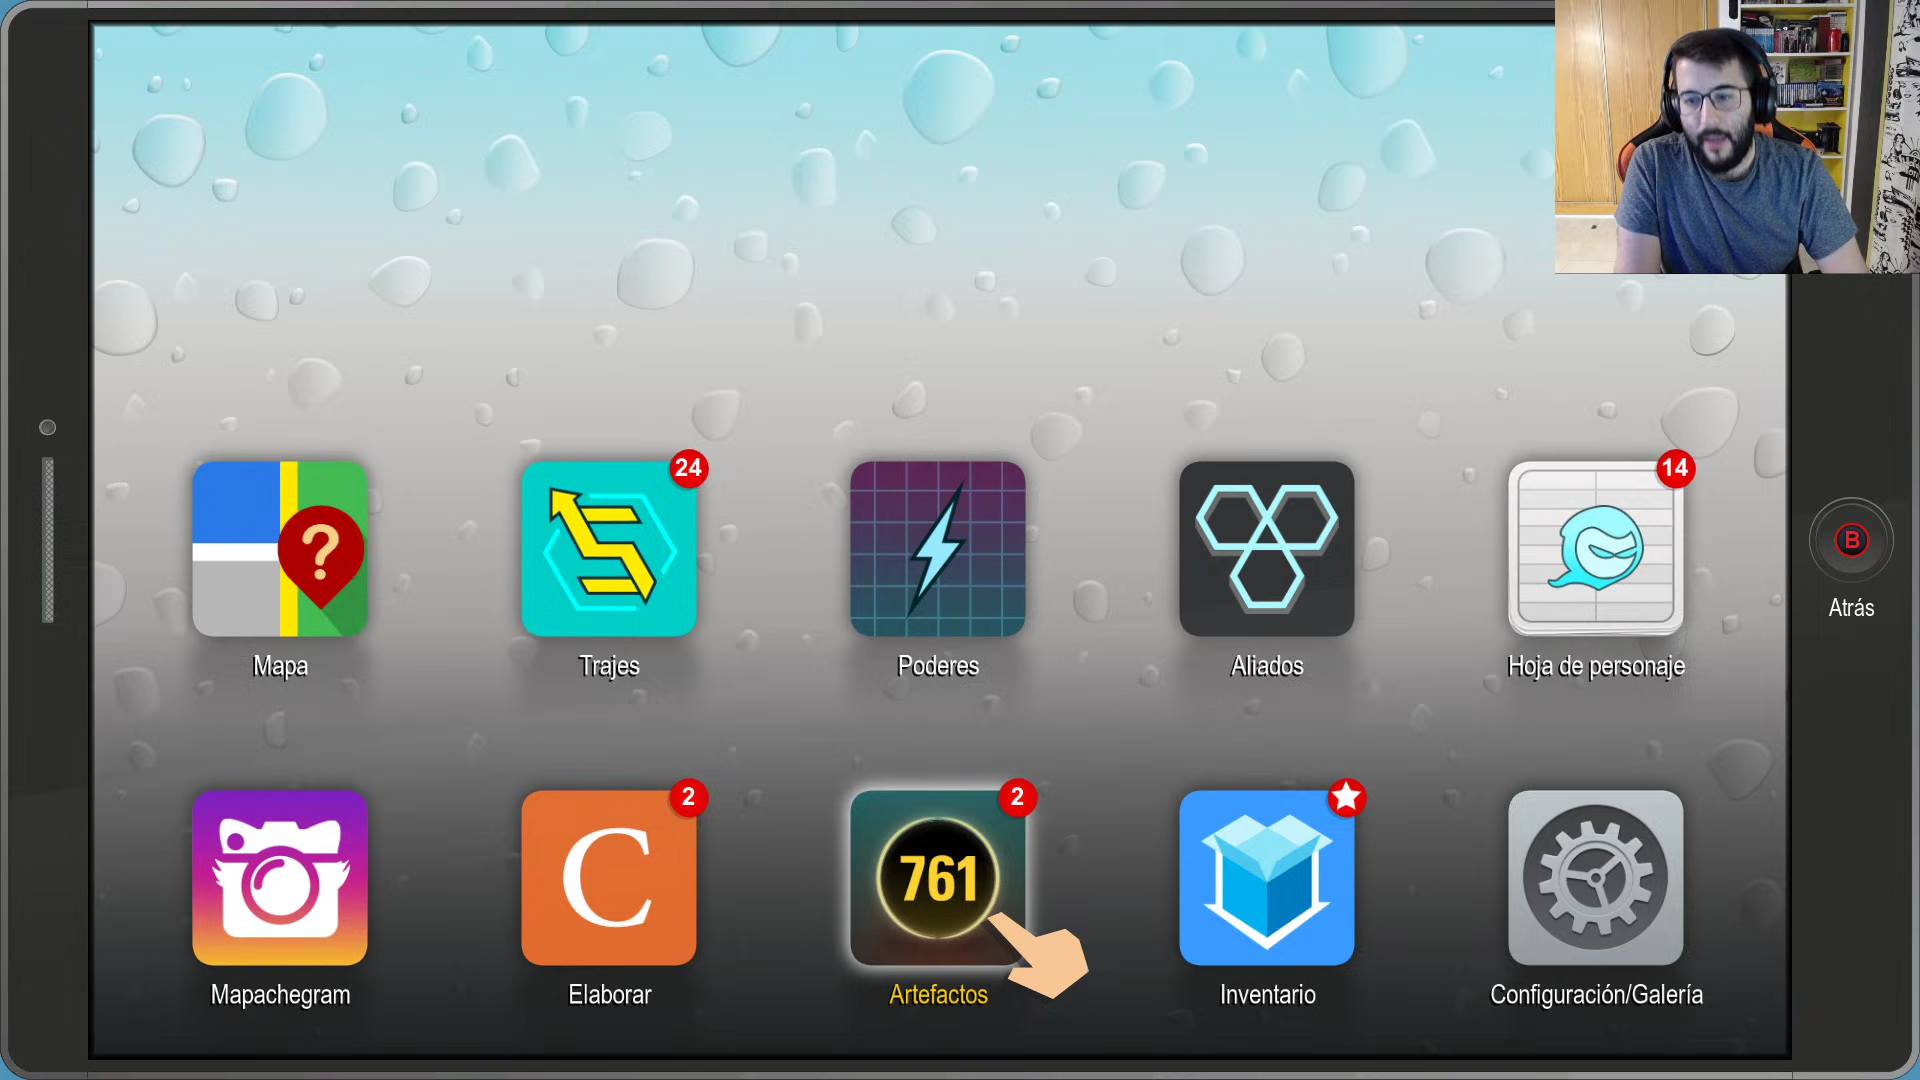 24
14
?
B
Atrás
Mapa
Trajes
Poderes
Aliados
Hoja de personaje
2
2
C
761
Mapachegram
Elaborar
Artefactos
Inventario
Configuración/Galería